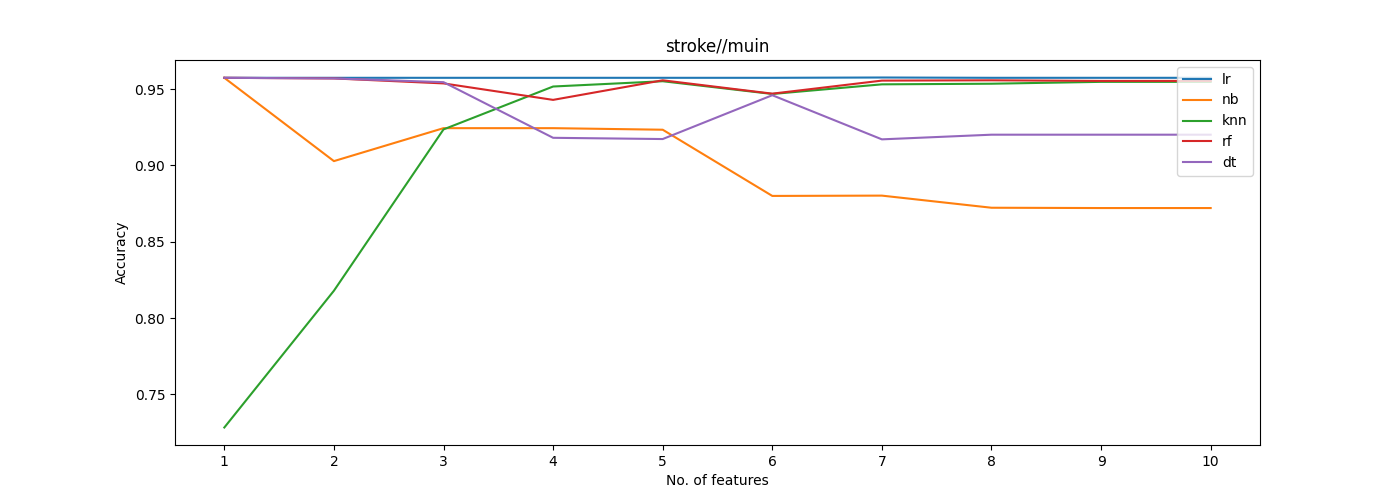 stroke//muin
Accuracy
0.95
0.90
0.85
0.80
0.75
lr
nb
knn
rf
dt
1 2 3 4 5 6 7 8 9 10
No. of features